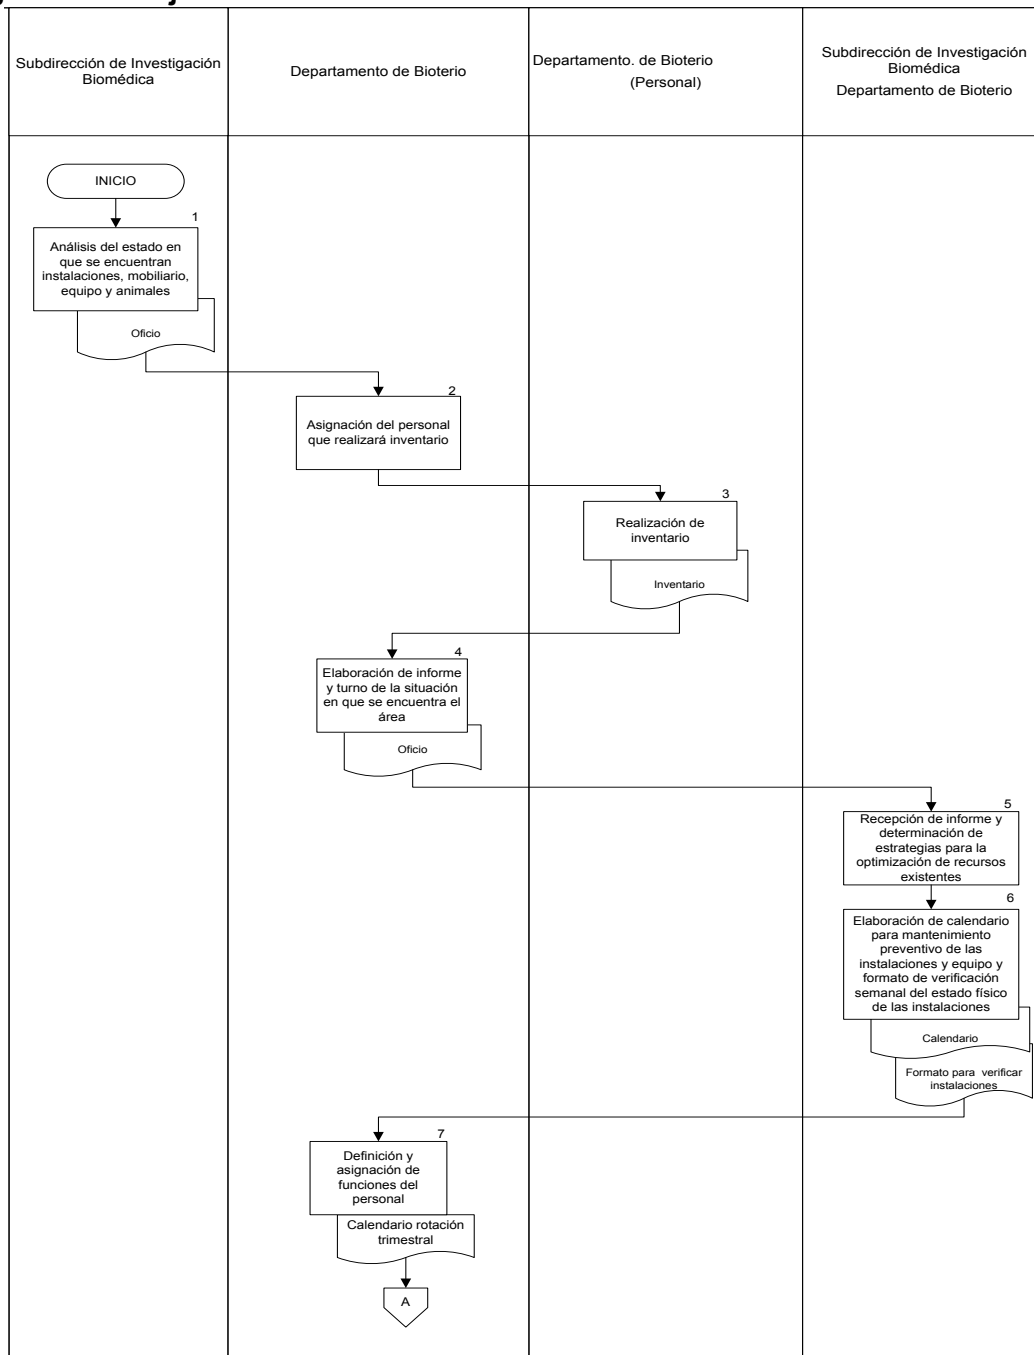 Subdirección de Investigación
Biomédica
Departamento de Bioterio
Departamento. de Bioterio
(Personal)
Subdirección de Investigación
Biomédica
Departamento de Bioterio
INICIO
1
Análisis del estado en
que se encuentran
instalaciones, mobiliario,
equipo y animales
Oficio
2
Asignación del personal
que realizará inventario
3
Realización de
inventario
Inventario
4
Elaboración de informe
y turno de la situación
en que se encuentra el
área
Oficio
5
Recepción de informe y
determinación de
estrategias para la
optimización de recursos
existentes
6
Elaboración de calendario
para mantenimiento
preventivo de las
instalaciones y equipo y
formato de verificación
semanal del estado físico
de las instalaciones
Calendario
Formato para verificar
instalaciones
7
Definición y
asignación de
funciones del
personal
Calendario rotación
trimestral
A